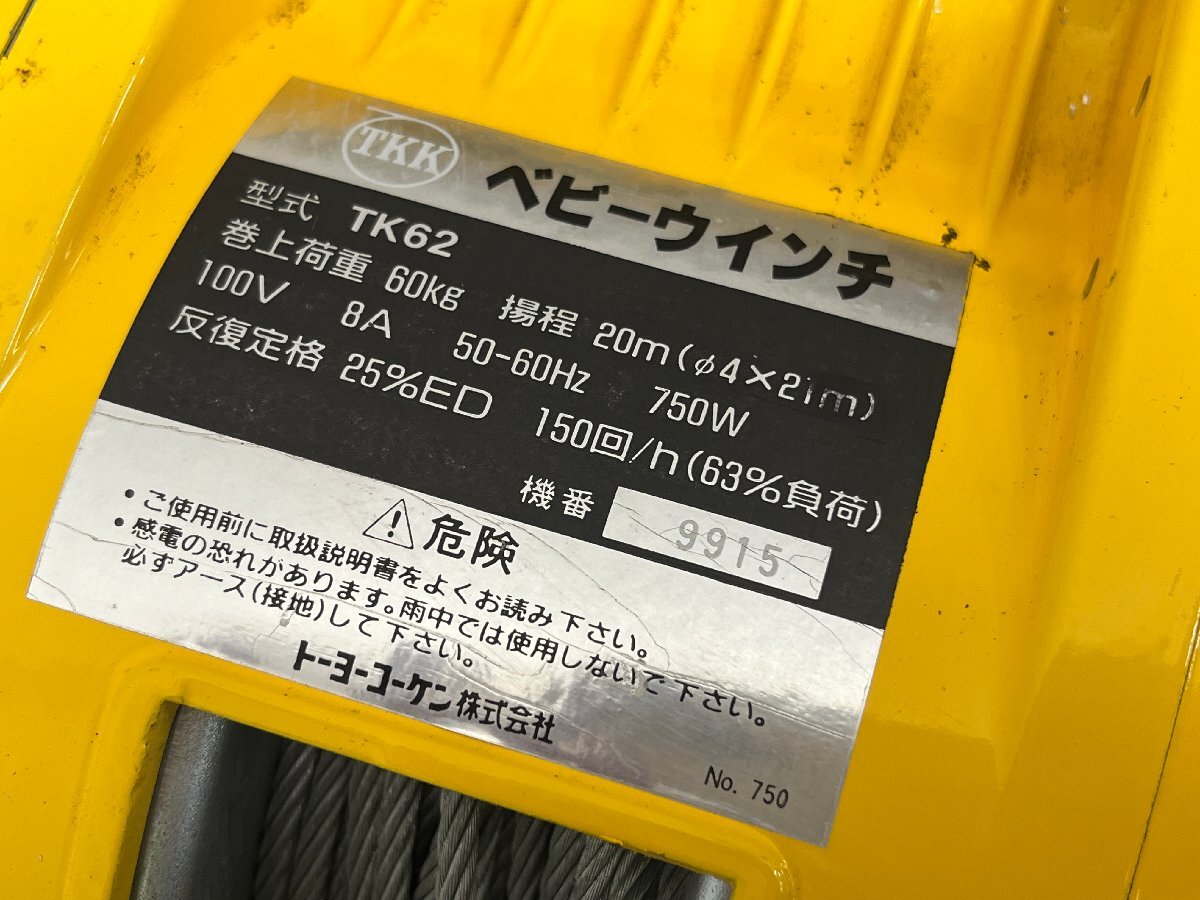 TKK ベビーウインチ
型式 TK62
巻上荷重 60kg 揚程 20m(φ4×21m)
100V 8A 50-60Hz 750W
反復定格 25%ED 150回/h(63%負荷)
機番 9915
危険
・ご使用前に取扱説明書をよくお読み下さい。
・感電の恐れがあります。雨中では使用しないで下さい。
必ずアース(接地)して下さい。
トーヨーコーケン株式会社
No. 750